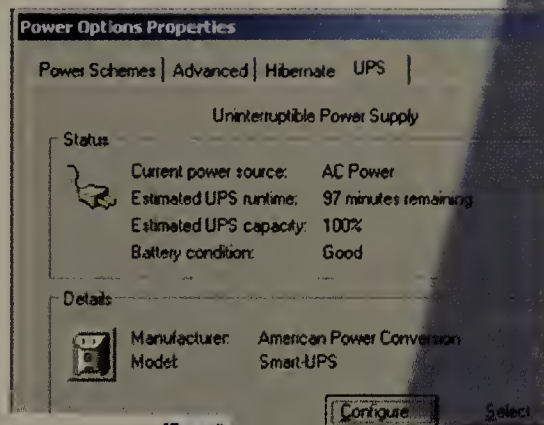 Power Options Properties
Power Schemes | Advanced | Hibernate UPS
Uninterruptible Power Supply
Status
Current power source: AC Power
Estimated UPS runtime: 97 minutes remaining
Estimated UPS capacity: 100%
Battery condition: Good
Details
Manufacturer: American Power Conversion
Model: Smart-UPS
Configure... Select